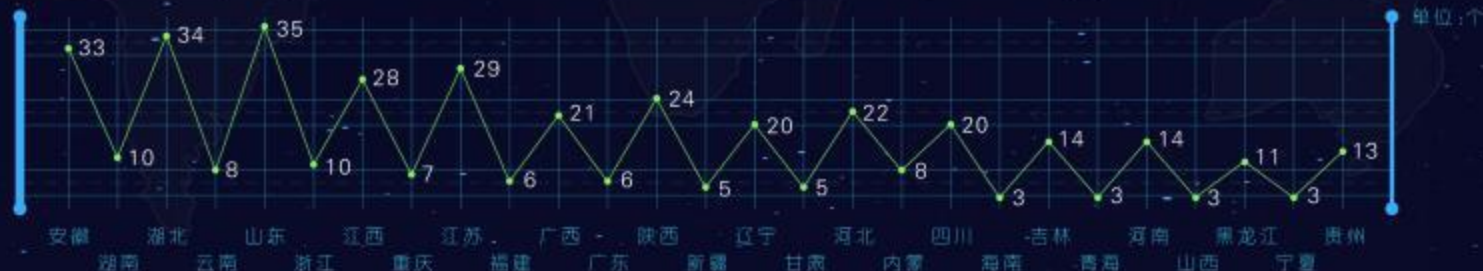 单位:个
33 10 34 8 35 10 28 7 29 6 21 6 24 5 20 5 22 8 20 3 14 3 14 3 11 3 13
安徽 湖北 山东 江西 江苏 广西 陕西 辽宁 河北 四川 吉林 河南 黑龙江 贵州
湖南 云南 浙江 重庆 福建 广东 新疆 甘肃 内蒙 海南 青海 山西 宁夏